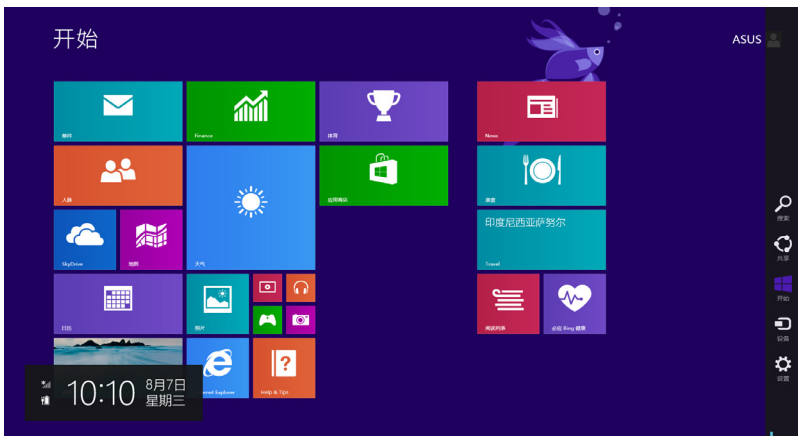 开始
ASUS
邮件
Finance
体育
News
人脉
天气
应用商店
美食
SkyDrive
地图
印度尼西亚萨努尔
Travel
日历
照片
阅读列表
必应 Bing 健康
ernet Explorer
Help & Tips
10:10
8月7日
星期三
搜索
共享
开始
设备
设置